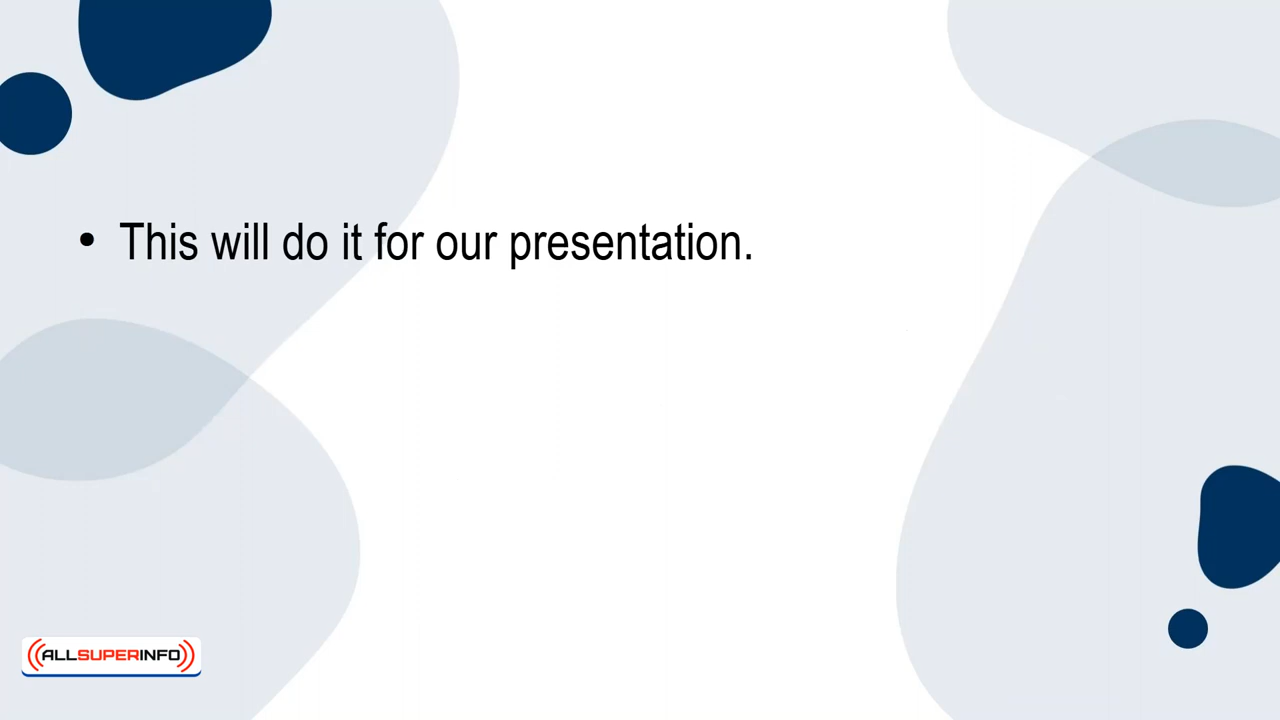 • This will do it for our presentation.
((ALLSUPERINFO))